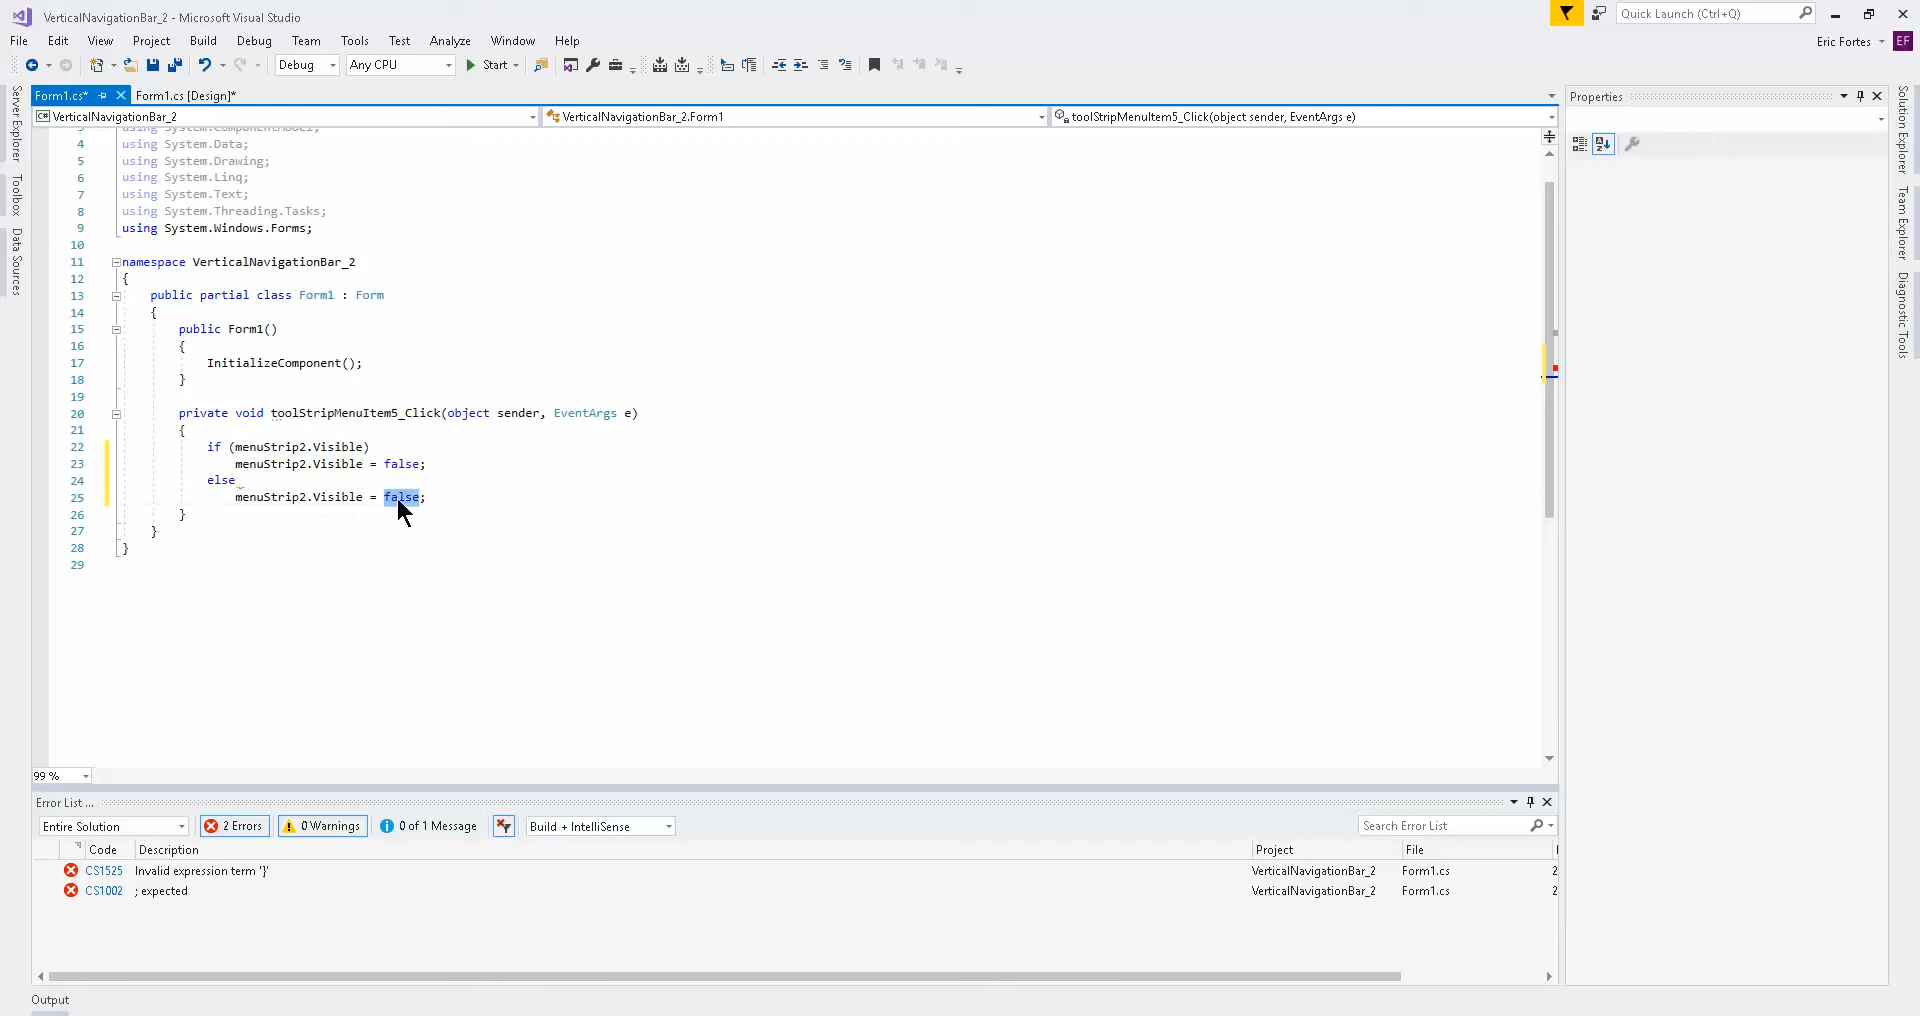 VerticalNavigationBar_2 - Microsoft Visual Studio
Quick Launch (Ctrl+Q)
File Edit View Project Build Debug Team Tools Test Analyze Window Help
Eric Fortes EF
Debug Any CPU Start
Form1.cs* Form1.cs [Design]*
Properties
C# VerticalNavigationBar_2 VerticalNavigationBar_2.Form1 toolStripMenuItem5_Click(object sender, EventArgs e)
Server Explorer
Toolbox
Data Sources
Solution Explorer
Team Explorer
Diagnostic Tools
3 using System.ComponentModel;
4 using System.Data;
5 using System.Drawing;
6 using System.Linq;
7 using System.Text;
8 using System.Threading.Tasks;
9 using System.Windows.Forms;
10
11 namespace VerticalNavigationBar_2
12 {
13 public partial class Form1 : Form
14 {
15 public Form1()
16 {
17 InitializeComponent();
18 }
19
20 private void toolStripMenuItem5_Click(object sender, EventArgs e)
21 {
22 if (menuStrip2.Visible)
23 menuStrip2.Visible = false;
24 else
25 menuStrip2.Visible = false;
26 }
27 }
28 }
29
99 %
Error List ...
Entire Solution 2 Errors 0 Warnings 0 of 1 Message Build + IntelliSense Search Error List
Code Description Project File
CS1525 Invalid expression term '}' VerticalNavigationBar_2 Form1.cs 2
CS1002 ; expected VerticalNavigationBar_2 Form1.cs 2
Output